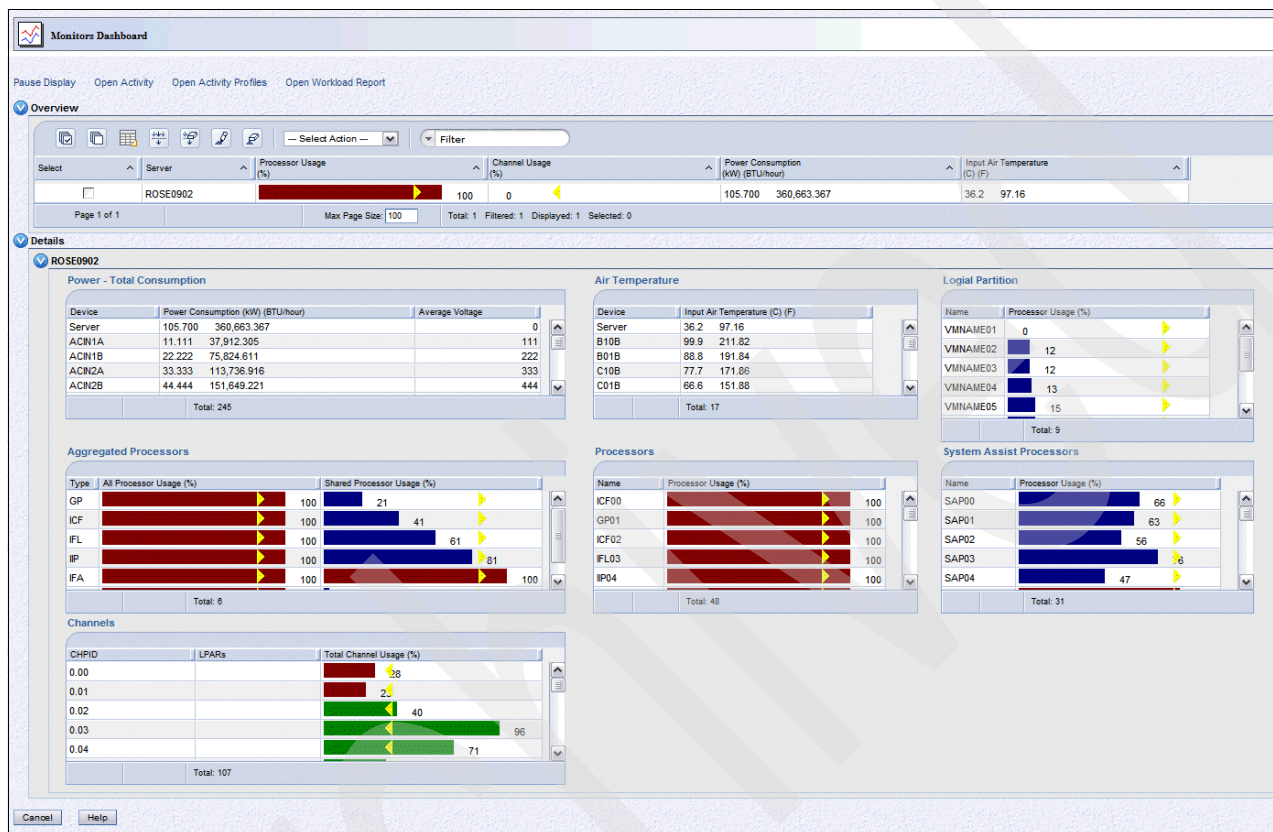 Monitors Dashboard
Pause Display Open Activity Open Activity Profiles Open Workload Report
Overview
--- Select Action --- Filter
Select Server Processor Usage (%) Channel Usage (%) Power Consumption (kW) (BTU/hour) Input Air Temperature (C) (F)
ROSE0902 100 0 105.700 360,663.367 36.2 97.16
Page 1 of 1 Max Page Size: 100 Total: 1 Filtered: 1 Displayed: 1 Selected: 0
Details
ROSE0902
Power - Total Consumption
Device Power Consumption (kW) (BTU/hour) Average Voltage
Server 105.700 360,663.367 0
ACIN1A 11.111 37,912.305 111
ACIN1B 22.222 75,824.611 222
ACIN2A 33.333 113,736.916 333
ACIN2B 44.444 151,649.221 444
Total: 245
Air Temperature
Device Input Air Temperature (C) (F)
Server 36.2 97.16
B10B 99.9 211.82
B01B 88.8 191.84
C10B 77.7 171.86
C01B 66.6 151.88
Total: 17
Logial Partition
Name Processor Usage (%)
VMNAME01 0
VMNAME02 12
VMNAME03 12
VMNAME04 13
VMNAME05 15
Total: 9
Aggregated Processors
Type All Processor Usage (%) Shared Processor Usage (%)
GP 100 21
ICF 100 41
IFL 100 61
IIP 100 81
IFA 100 100
Total: 6
Processors
Name Processor Usage (%)
ICF00 100
GP01 100
ICF02 100
IFL03 100
IIP04 100
Total: 48
System Assist Processors
Name Processor Usage (%)
SAP00 66
SAP01 63
SAP02 56
SAP03
SAP04 47
Total: 31
Channels
CHPID LPARs Total Channel Usage (%)
0.00 28
0.01
0.02 40
0.03 96
0.04 71
Total: 107
Cancel Help